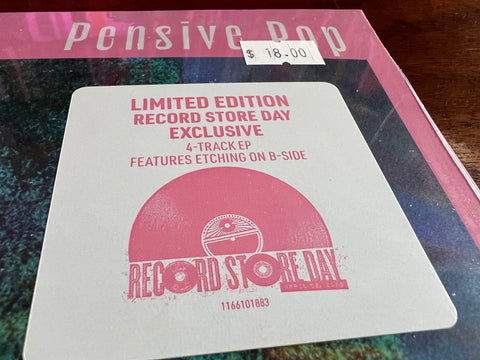 Pensive Pop
$ 18.00
LIMITED EDITION
RECORD STORE DAY
EXCLUSIVE
4-TRACK EP
FEATURES ETCHING ON B-SIDE
RECORD STORE DAY
1166101883